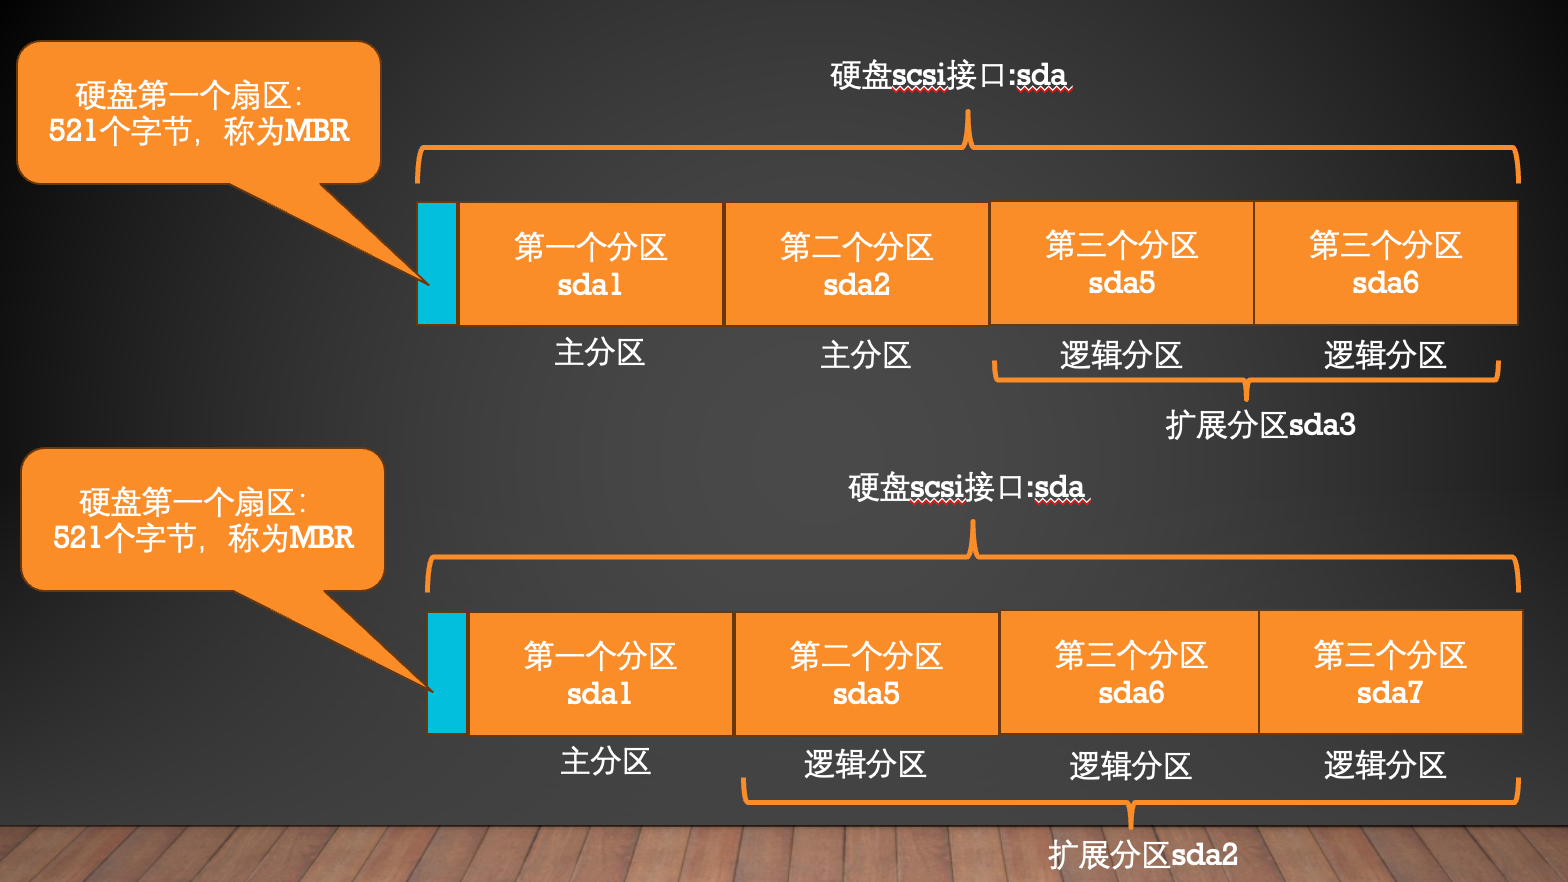 硬盘第一个扇区：
521个字节，称为MBR
硬盘scsi接口:sda
第一个分区
sda1
第二个分区
sda2
第三个分区
sda5
第三个分区
sda6
主分区
主分区
逻辑分区
逻辑分区
扩展分区sda3
硬盘第一个扇区：
521个字节，称为MBR
硬盘scsi接口:sda
第一个分区
sda1
第二个分区
sda5
第三个分区
sda6
第三个分区
sda7
主分区
逻辑分区
逻辑分区
逻辑分区
扩展分区sda2